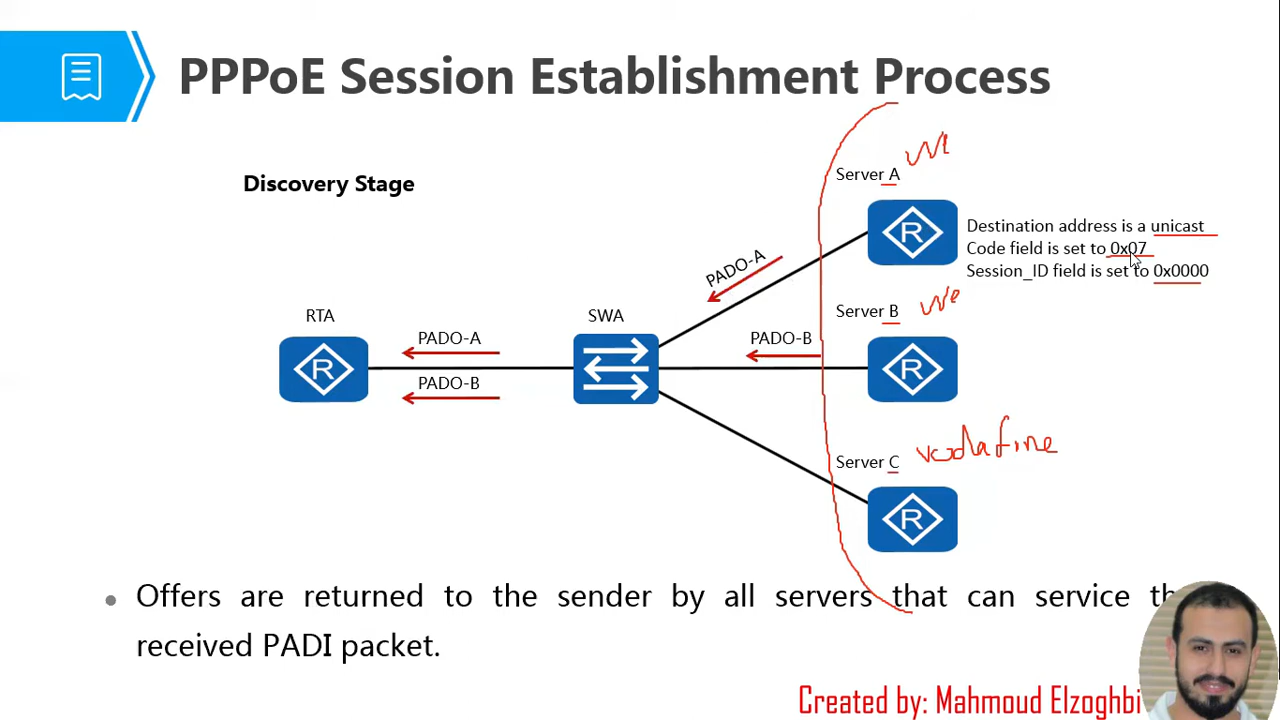 PPPoE Session Establishment Process
Discovery Stage
Server A
we
Destination address is a unicast
Code field is set to 0x07
Session_ID field is set to 0x0000
PADO-A
RTA
SWA
Server B
we
PADO-A
PADO-B
PADO-B
Server C
vodafine
R
R
R
R
Offers are returned to the sender by all servers that can service th
received PADI packet.
Created by: Mahmoud Elzoghbi